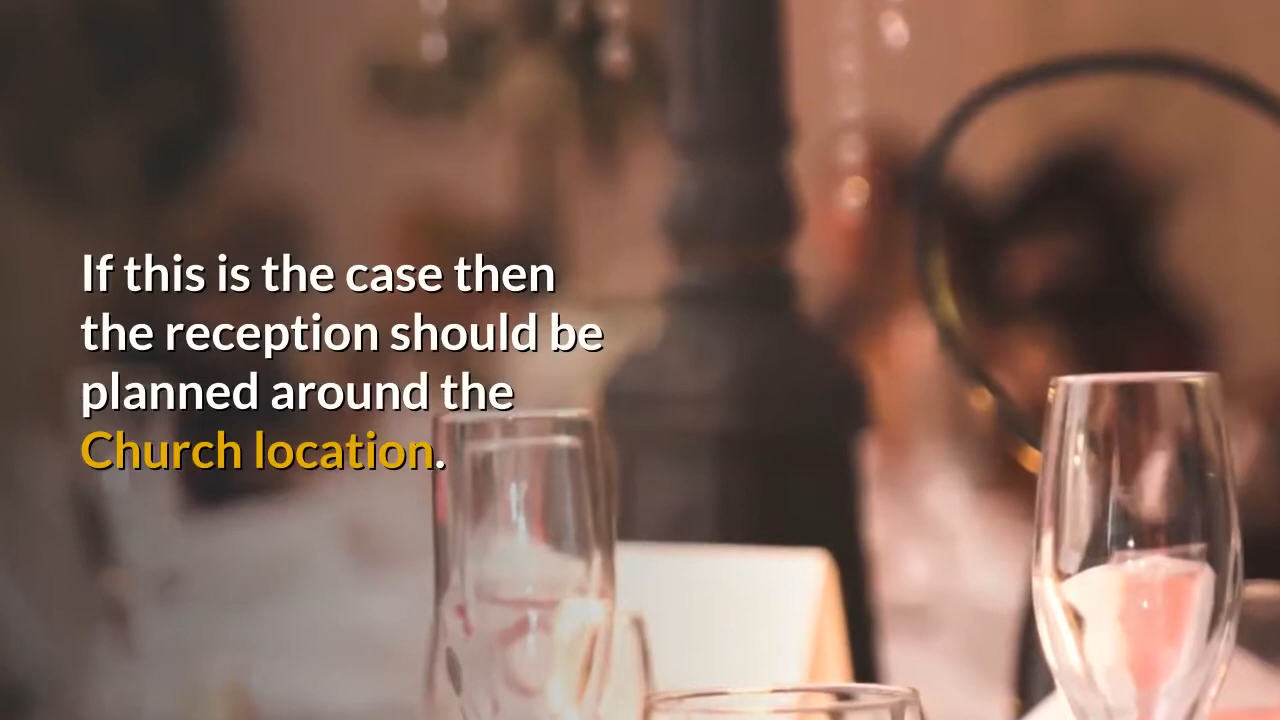 If this is the case then
the reception should be
planned around the
Church location.